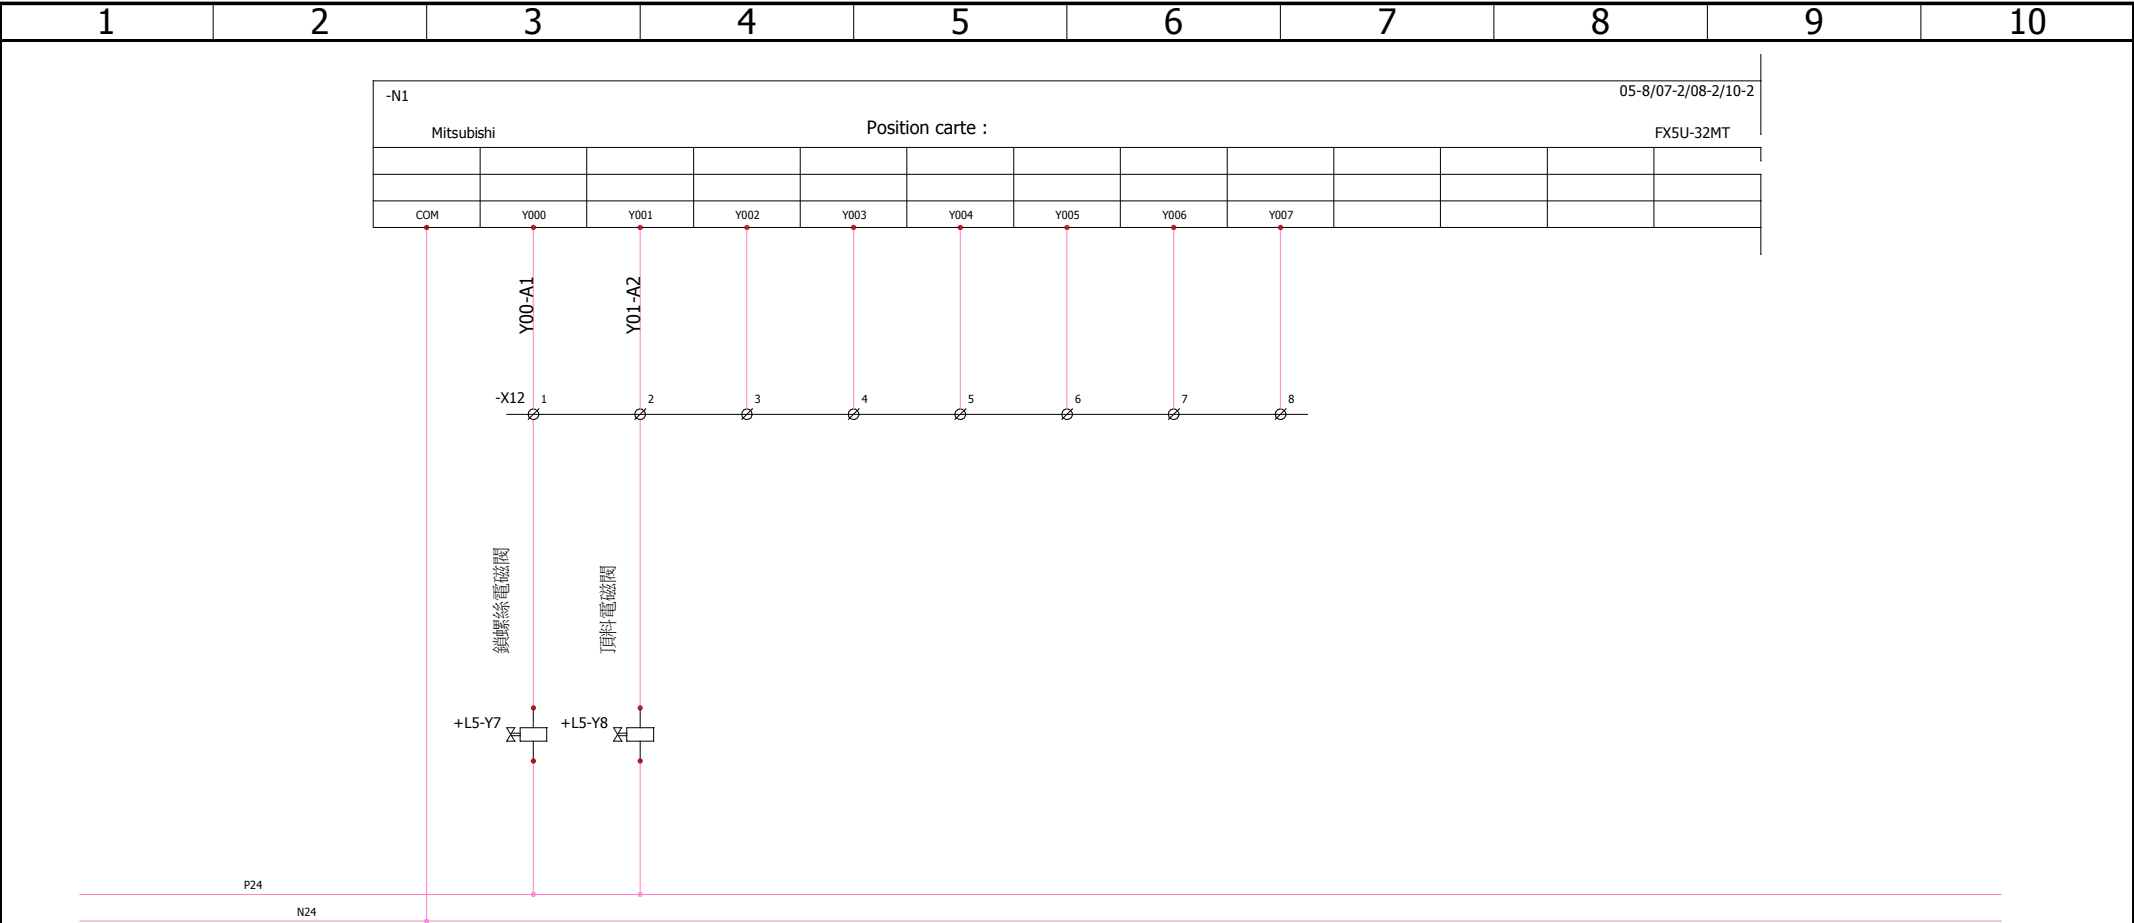 1 2 3 4 5 6 7 8 9 10
-N1 05-8/07-2/08-2/10-2
Mitsubishi Position carte : FX5U-32MT
COM Y000 Y001 Y002 Y003 Y004 Y005 Y006 Y007
Y00-A1 Y01-A2
-X12 1 2 3 4 5 6 7 8
鎖螺絲電磁閥 頂料電磁閥
+L5-Y7 +L5-Y8
P24
N24